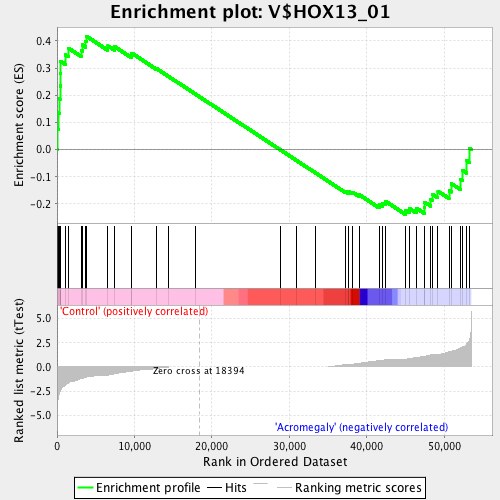 Enrichment plot: V$HOX13_01
Enrichment score (ES)
0.4
0.3
0.2
0.1
0.0
-0.1
-0.2
'Control' (positively correlated)
Ranked list metric (tTest)
5.0
2.5
0.0
-2.5
-5.0
Zero cross at 18394
'Acromegaly' (negatively correlated)
0 10,000 20,000 30,000 40,000 50,000
Rank in Ordered Dataset
Enrichment profile Hits Ranking metric scores